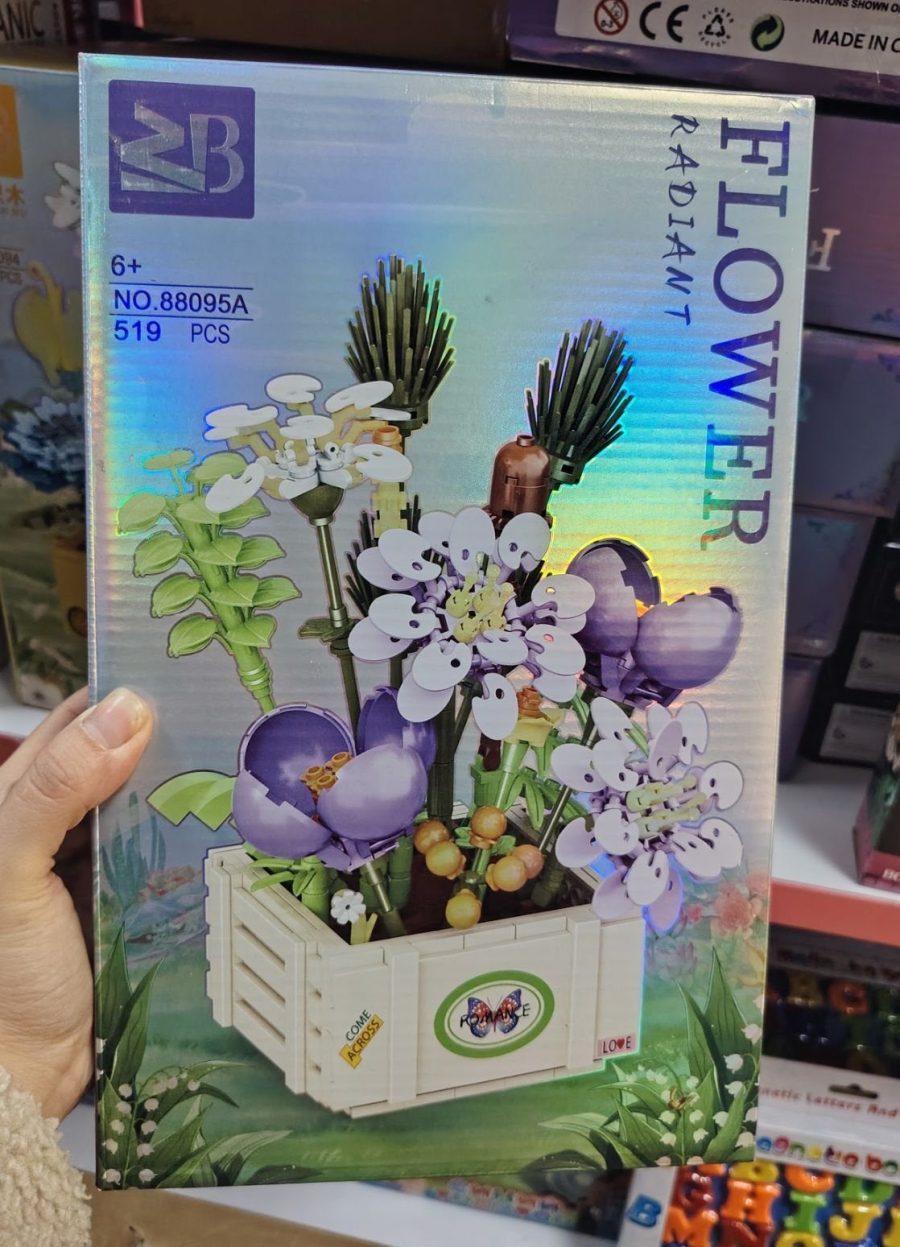 ZB
6+
NO.88095A
519 PCS
FLOWER
RADIANT
COME
ACROSS
ROMANCE
LOVE
MADE IN C